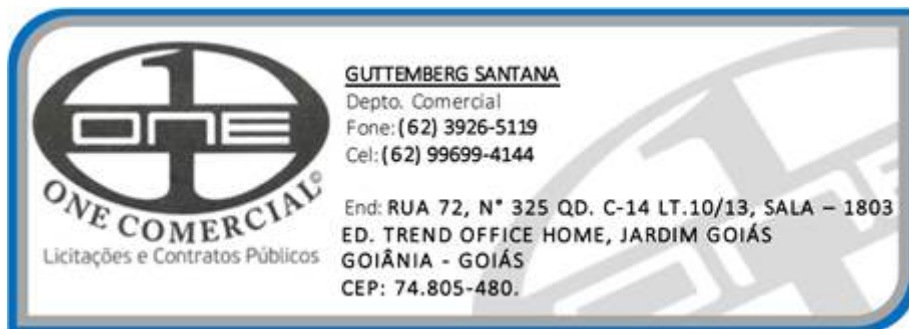 ONE
ONE COMERCIAL©
Licitações e Contratos Públicos
GUTTEMBERG SANTANA
Depto. Comercial
Fone:(62) 3926-5119
Cel:(62) 99699-4144
End: RUA 72, N° 325 QD. C-14 LT.10/13, SALA – 1803
ED. TREND OFFICE HOME, JARDIM GOIÁS
GOIÂNIA - GOIÁS
CEP: 74.805-480.